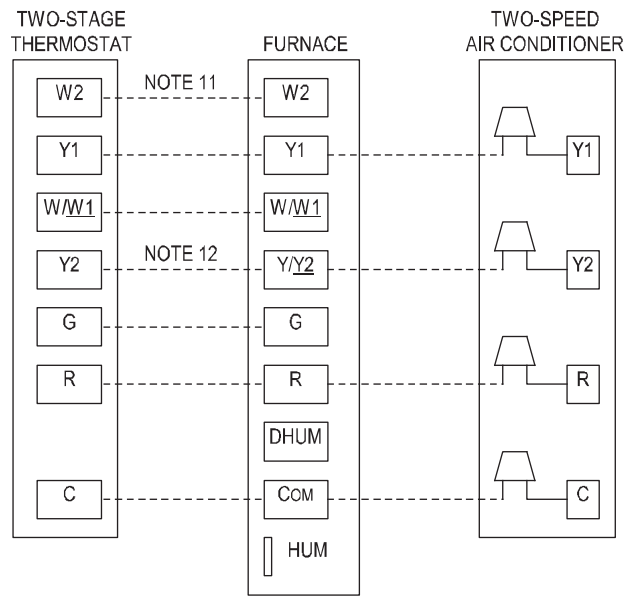 TWO-STAGE
THERMOSTAT
FURNACE
TWO-SPEED
AIR CONDITIONER
W2
NOTE 11
W2
Y1
Y1
Y1
W/W1
W/W1
Y2
NOTE 12
Y/Y2
Y2
G
G
R
R
R
DHUM
C
COM
C
HUM